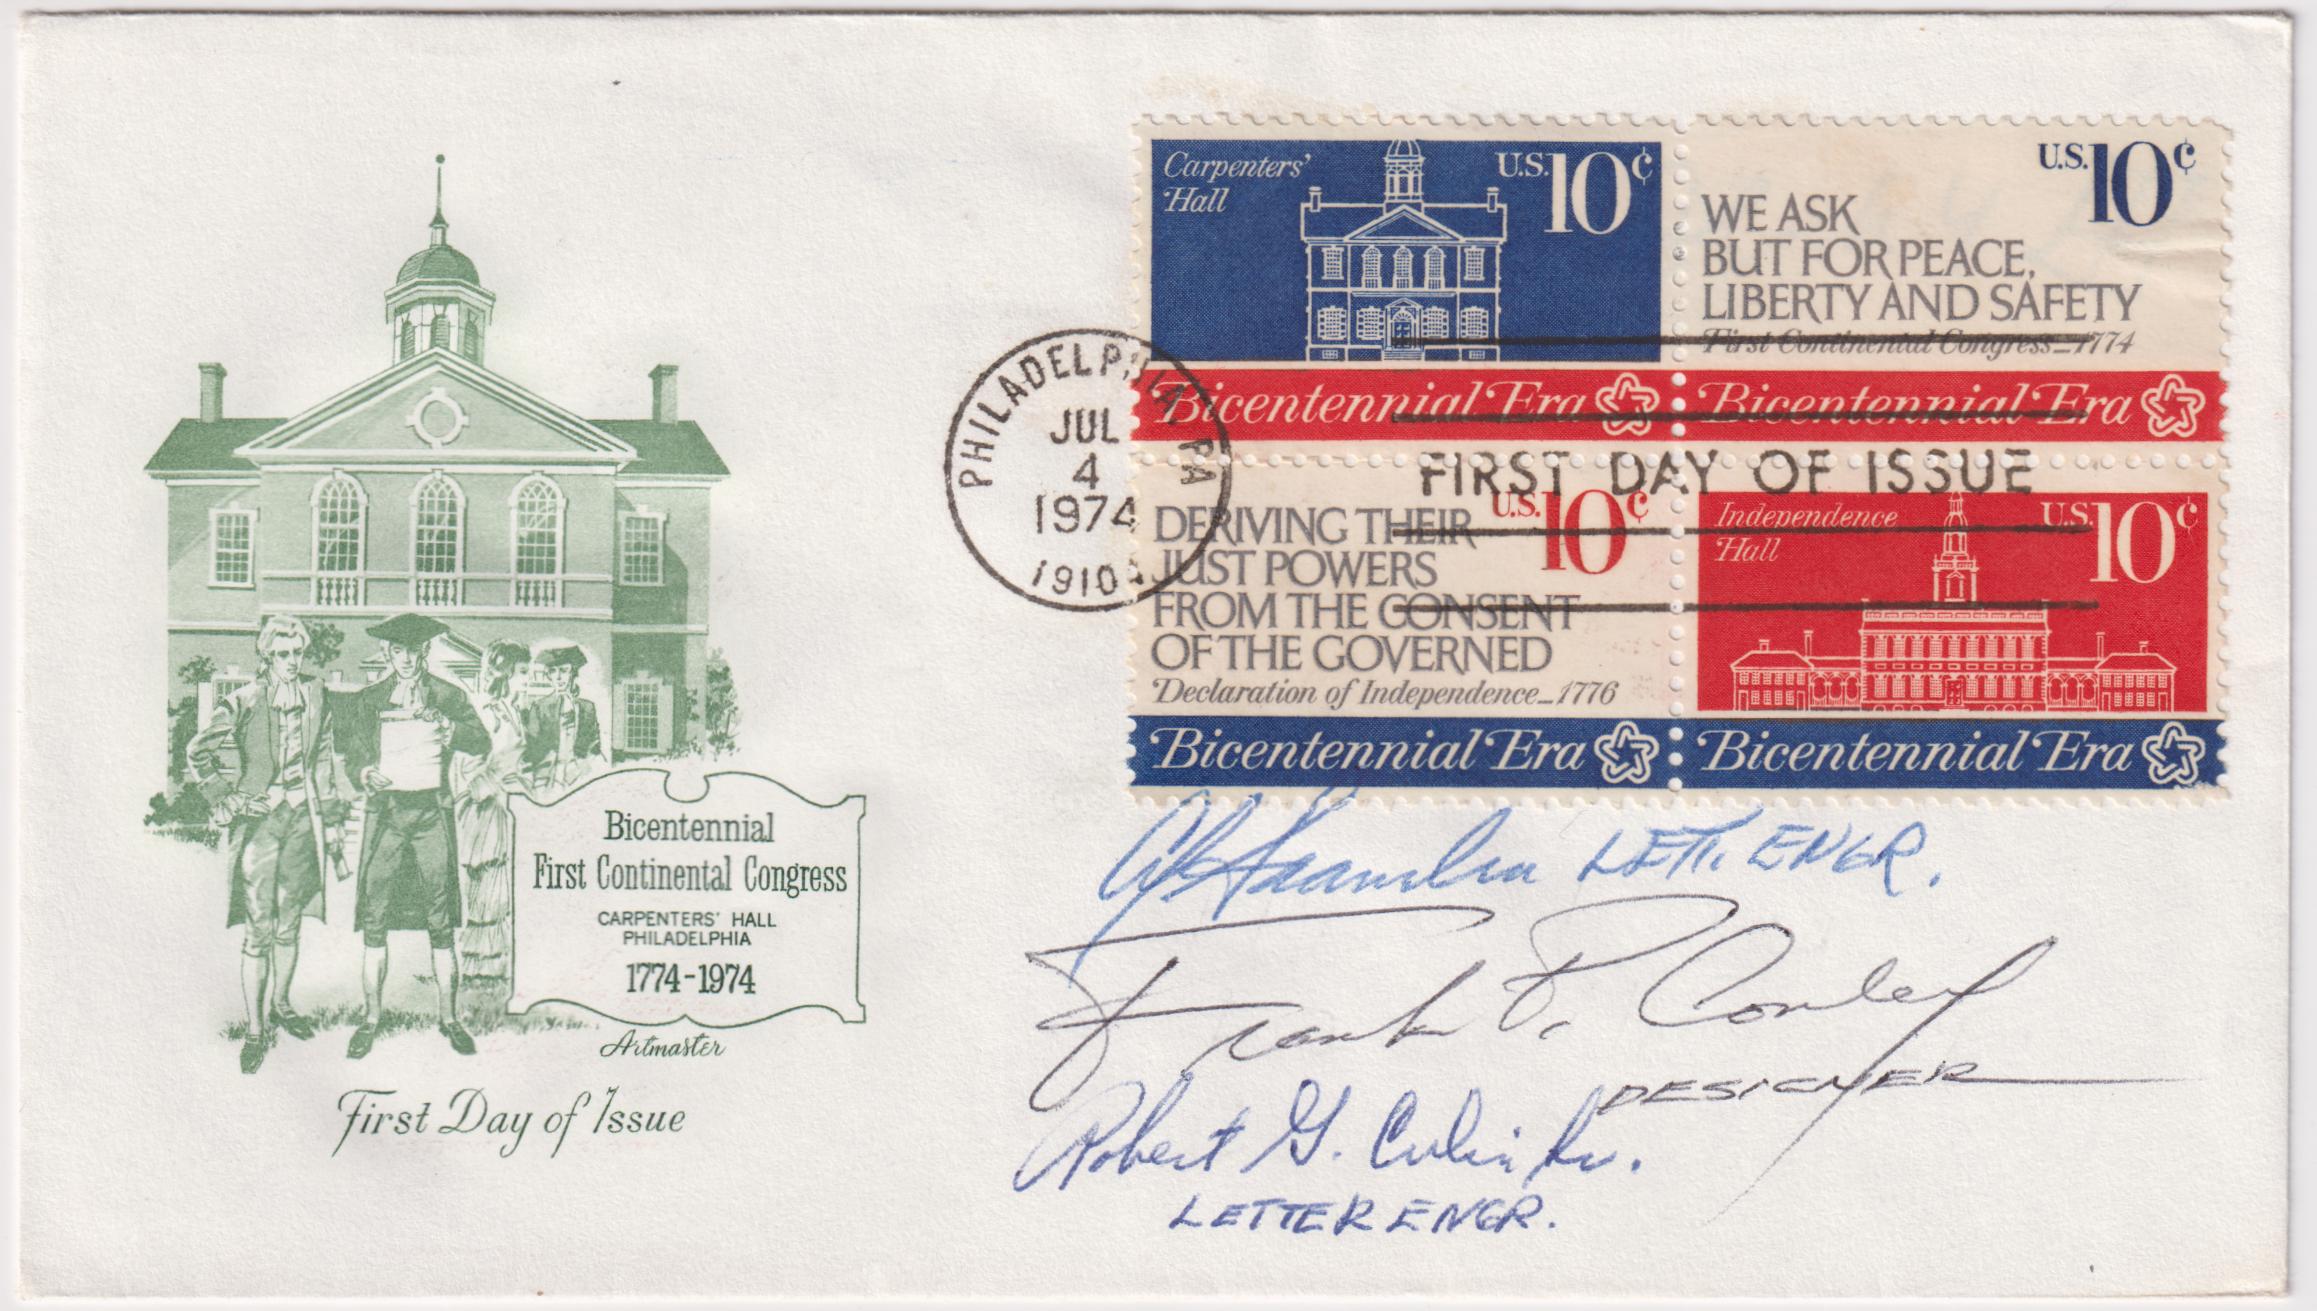 Carpenters'
Hall
U.S. 10¢
Bicentennial Era
U.S. 10¢
WE ASK
BUT FOR PEACE,
LIBERTY AND SAFETY
First Continental Congress—1774
Bicentennial Era
PHILADELPHIA, PA
JUL
4
1974
19104
FIRST DAY OF ISSUE
U.S. 10¢
DERIVING THEIR
JUST POWERS
FROM THE CONSENT
OF THE GOVERNED
Declaration of Independence—1776
Bicentennial Era
Independence
Hall
U.S. 10¢
Bicentennial Era
Bicentennial
First Continental Congress
CARPENTERS' HALL
PHILADELPHIA
1774-1974
Artmaster
First Day of Issue
LETT. ENGR.
Frank P. Conley
DESIGNER
Robert G. Culin, Sr.
LETTER ENGR.